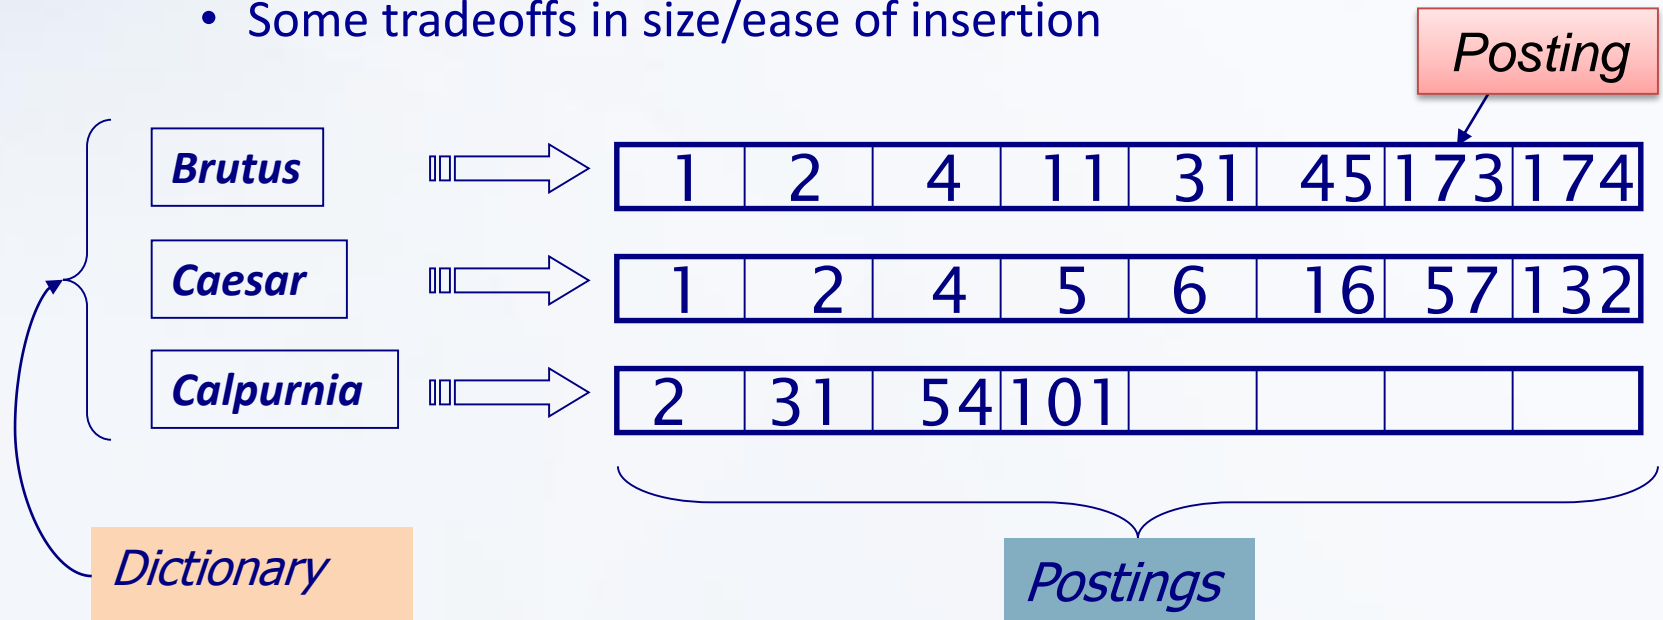 • Some tradeoffs in size/ease of insertion
Posting
Brutus 1 2 4 11 31 45 173 174
Caesar 1 2 4 5 6 16 57 132
Calpurnia 2 31 54 101
Dictionary
Postings